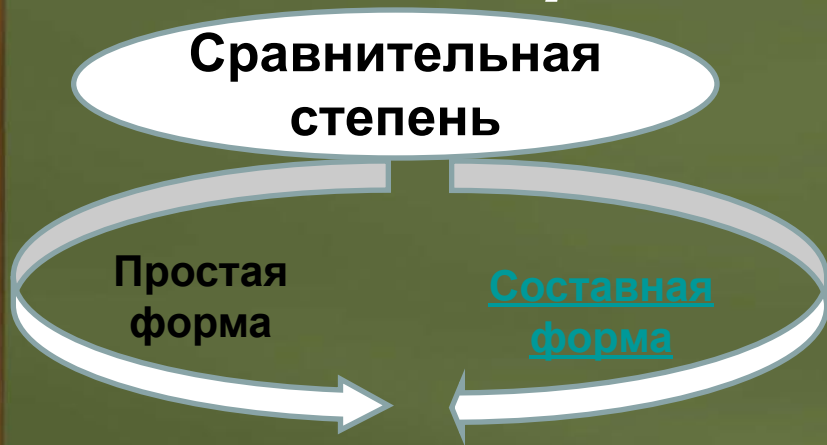 Сравнительная
степень
Простая
форма
Составная
форма